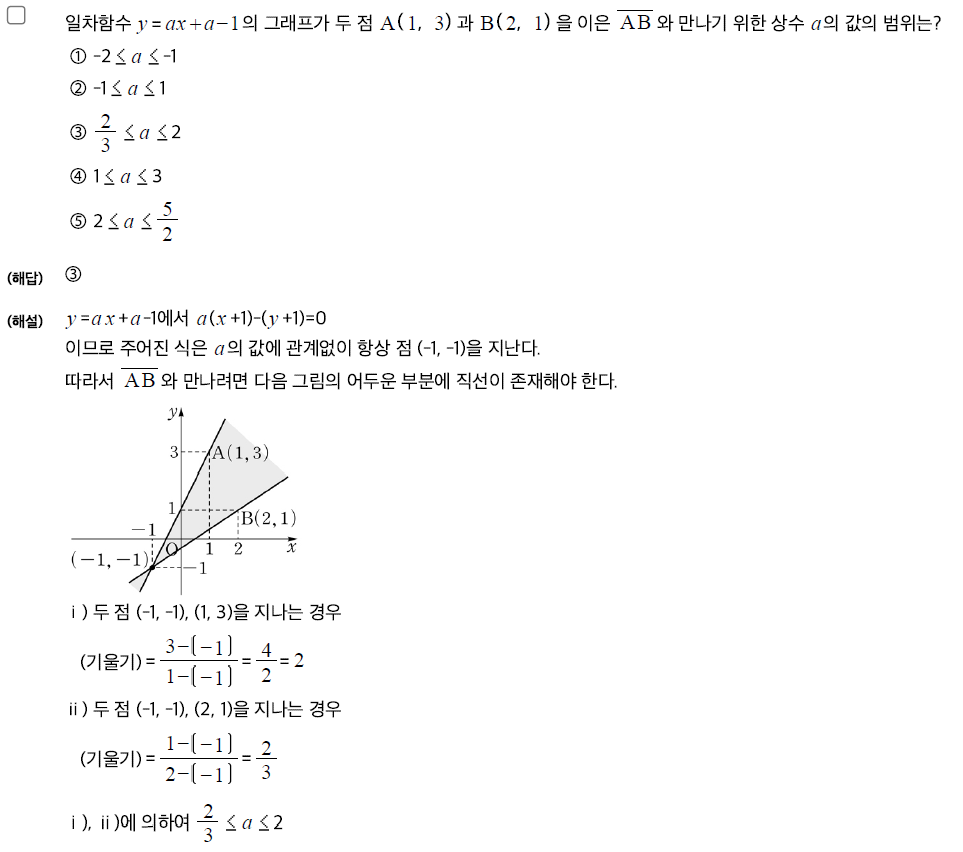 일차함수 y=ax+a-1의 그래프가 두 점 A(1, 3)과 B(2, 1)을 이은 \overline{AB}와 만나기 위한 상수 a의 값의 범위는?
① -2≤a≤-1
② -1≤a≤1
③ 2/3 ≤a≤2
④ 1≤a≤3
⑤ 2≤a≤ 5/2
(해답) ③
(해설) y=ax+a-1에서 a(x+1)-(y+1)=0
이므로 주어진 식은 a의 값에 관계없이 항상 점 (-1, -1)을 지난다.
따라서 \overline{AB}와 만나려면 다음 그림의 어두운 부분에 직선이 존재해야 한다.
y
3 A(1,3)
1 B(2,1)
-1
O 1 2 x
(-1,-1) -1
ⅰ) 두 점 (-1, -1), (1, 3)을 지나는 경우
(기울기) = 3-(-1) / 1-(-1) = 4/2 = 2
ⅱ) 두 점 (-1, -1), (2, 1)을 지나는 경우
(기울기) = 1-(-1) / 2-(-1) = 2/3
ⅰ), ⅱ)에 의하여 2/3 ≤a≤2